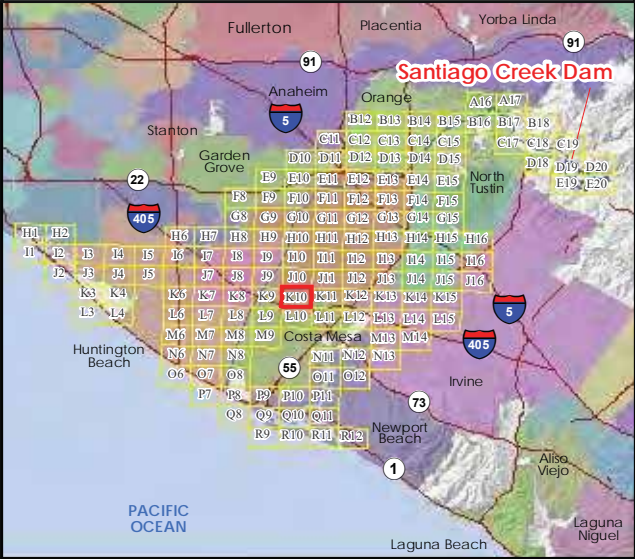 Fullerton
Placentia
Yorba Linda
91
91
Santiago Creek Dam
Anaheim
Orange
A16 A17
5
B12 B13 B14 B15 B16 B17 B18
Stanton
C11 C12 C13 C14 C15 C17 C18 C19
Garden
Grove
D10 D11 D12 D13 D14 D15 D18 D19 D20
22
E9 E10 E11 E12 E13 E14 E15 E19 E20
North
Tustin
F8 F9 F10 F11 F12 F13 F14 F15
405
G8 G9 G10 G11 G12 G13 G14 G15
H1 H2 H6 H7 H8 H9 H10 H11 H12 H13 H14 H15 H16
I1 I2 I3 I4 I5 I6 I7 I8 I9 I10 I11 I12 I13 I14 I15 I16
J2 J3 J4 J5 J7 J8 J9 J10 J11 J12 J13 J14 J15 J16
K3 K4 K6 K7 K8 K9 K10 K11 K12 K13 K14 K15
5
L3 L4 L6 L7 L8 L9 L10 L11 L12 L13 L14 L15
M6 M7 M8 M9 Costa Mesa M13 M14
405
Huntington
Beach
N6 N7 N8 N11 N12 N13
55
O6 O7 O8 O11 O12
Irvine
P7 P8 P9 P10 P11
73
Q8 Q9 Q10 Q11
Newport
Beach
R9 R10 R11 R12
1
Aliso
Viejo
PACIFIC
OCEAN
Laguna
Niguel
Laguna Beach